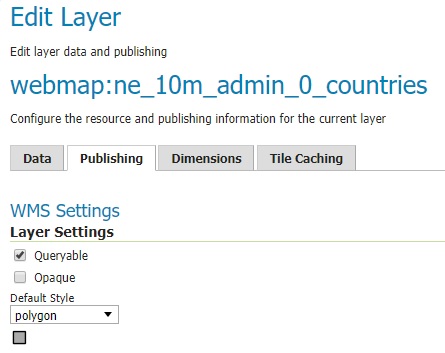 Edit Layer
Edit layer data and publishing
webmap:ne_10m_admin_0_countries
Configure the resource and publishing information for the current layer
Data Publishing Dimensions Tile Caching
WMS Settings
Layer Settings
Queryable
Opaque
Default Style
polygon